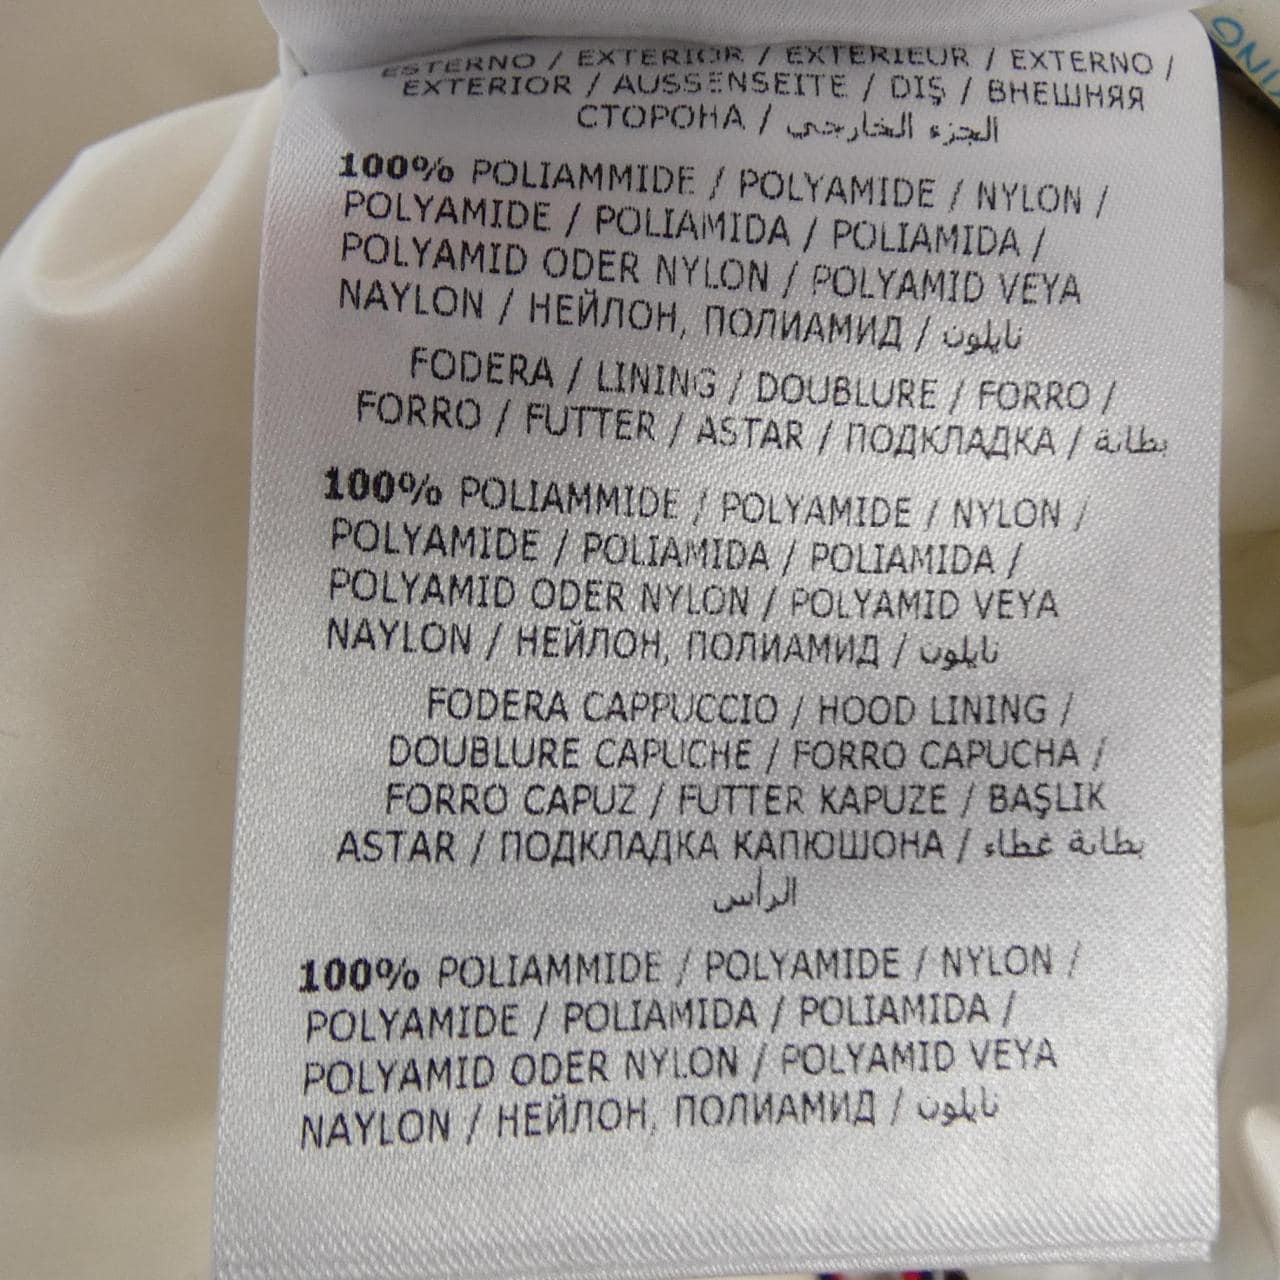 ESTERNO / EXTERIOR / EXTERIEUR / EXTERNO /
EXTERIOR / AUSSENSEITE / DIŞ / ВНЕШНЯЯ
СТОРОНА / الجزء الخارجي
100% POLIAMMIDE / POLYAMIDE / NYLON /
POLYAMIDE / POLIAMIDA / POLIAMIDA /
POLYAMID ODER NYLON / POLYAMID VEYA
NAYLON / НЕЙЛОН, ПОЛИАМИД / نايلون
FODERA / LINING / DOUBLURE / FORRO /
FORRO / FUTTER / ASTAR / ПОДКЛАДКА / بطانة
100% POLIAMMIDE / POLYAMIDE / NYLON /
POLYAMIDE / POLIAMIDA / POLIAMIDA /
POLYAMID ODER NYLON / POLYAMID VEYA
NAYLON / НЕЙЛОН, ПОЛИАМИД / نايلون
FODERA CAPPUCCIO / HOOD LINING /
DOUBLURE CAPUCHE / FORRO CAPUCHA /
FORRO CAPUZ / FUTTER KAPUZE / BAŞLIK
ASTAR / ПОДКЛАДКА КАПЮШОНА / بطانة غطاء
الرأس
100% POLIAMMIDE / POLYAMIDE / NYLON /
POLYAMIDE / POLIAMIDA / POLIAMIDA /
POLYAMID ODER NYLON / POLYAMID VEYA
NAYLON / НЕЙЛОН, ПОЛИАМИД / نايلون